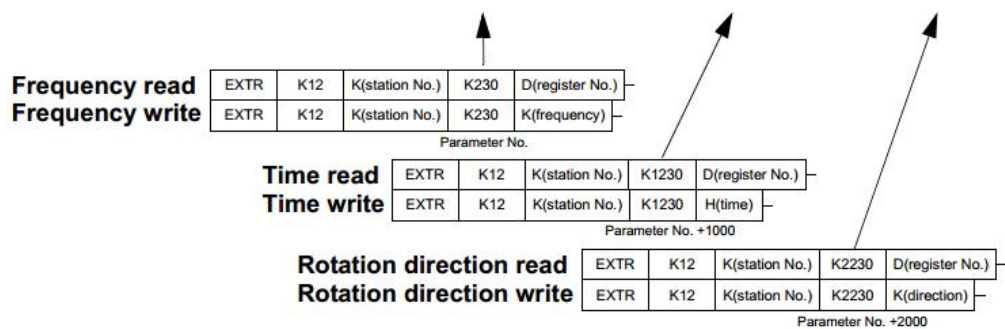 Frequency read EXTR K12 K(station No.) K230 D(register No.)
Frequency write EXTR K12 K(station No.) K230 K(frequency)
Parameter No.
Time read EXTR K12 K(station No.) K1230 D(register No.)
Time write EXTR K12 K(station No.) K1230 H(time)
Parameter No. +1000
Rotation direction read EXTR K12 K(station No.) K2230 D(register No.)
Rotation direction write EXTR K12 K(station No.) K2230 K(direction)
Parameter No. +2000